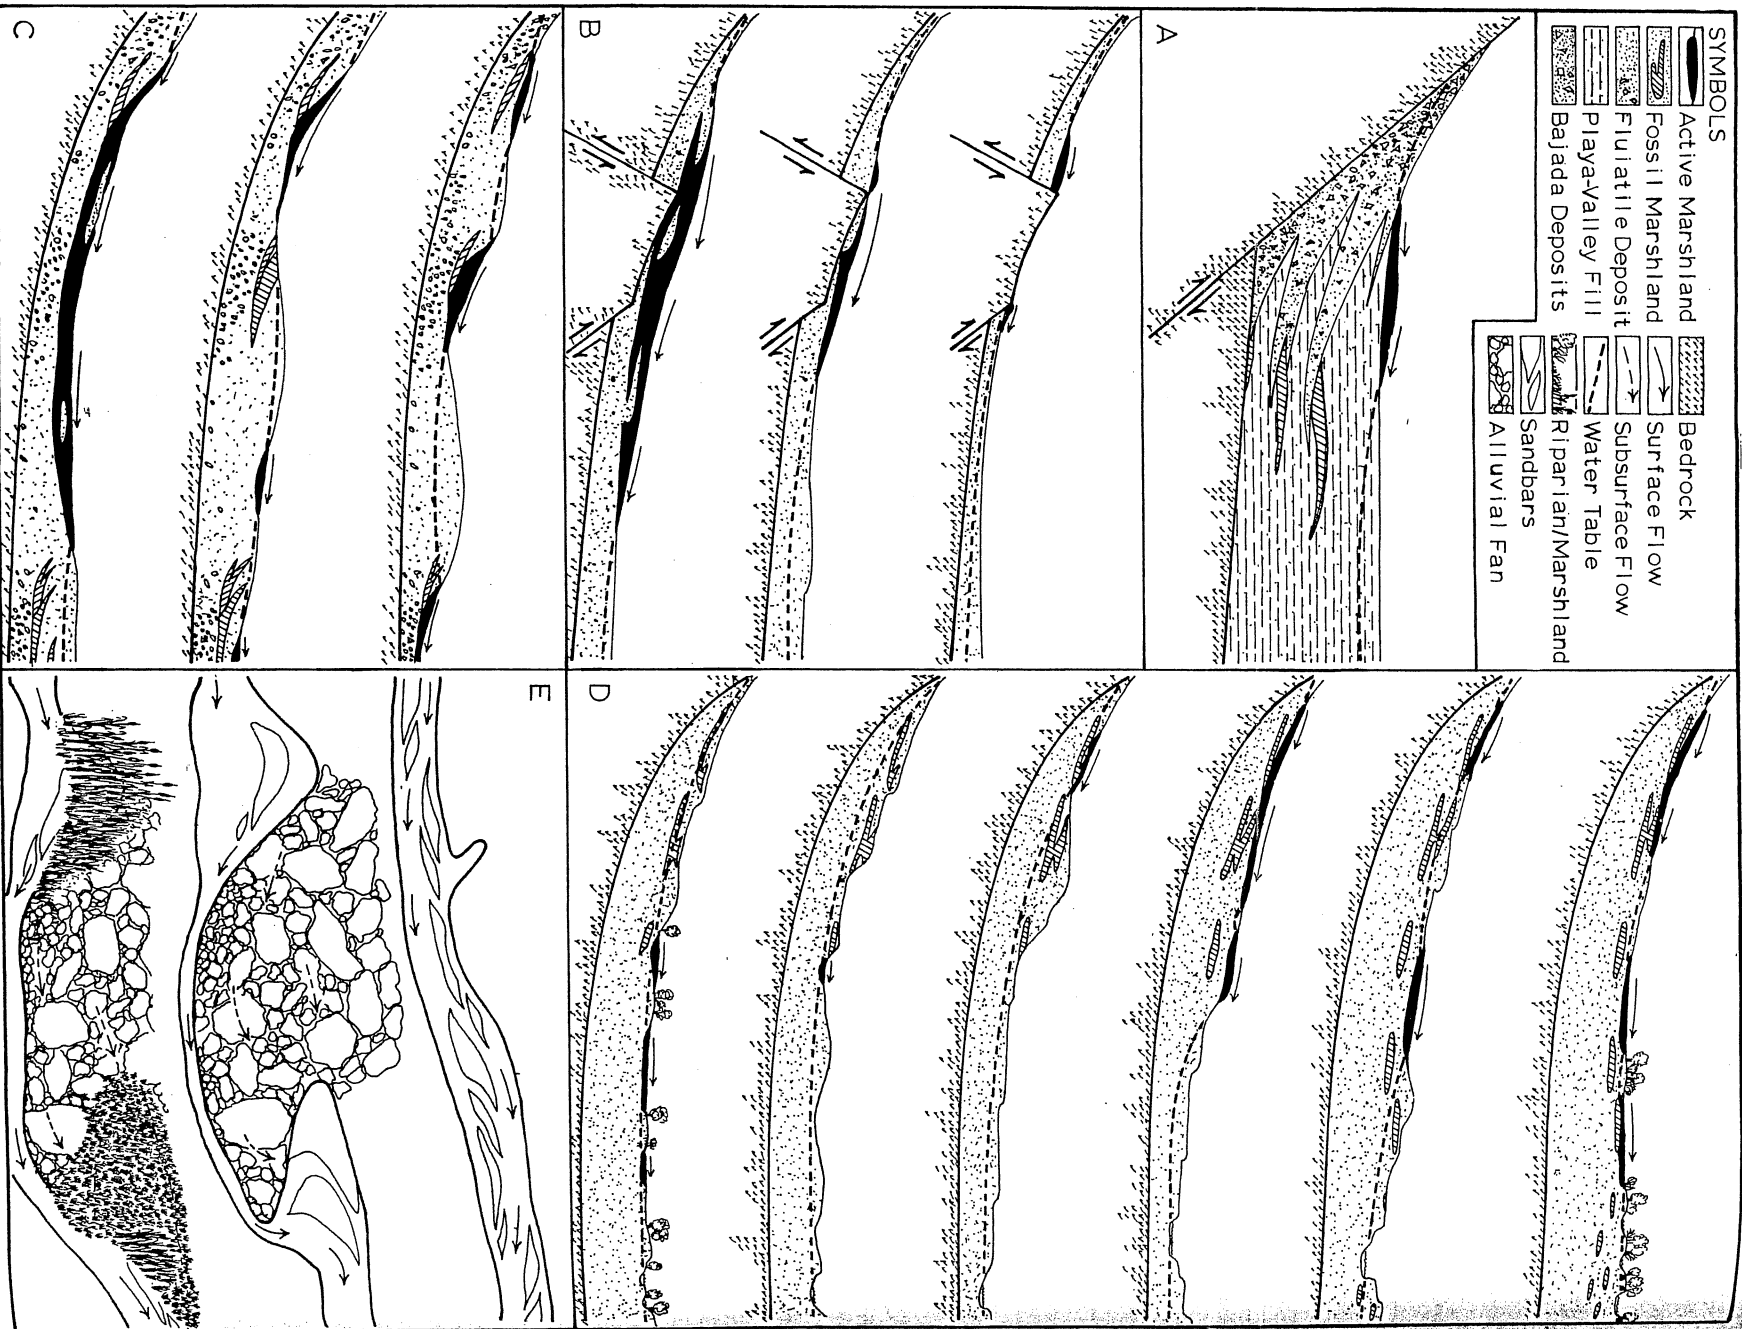 SYMBOLS
Active Marshland
Fossil Marshland
Fluiatile Deposit
Playa-Valley Fill
Bajada Deposits
Bedrock
Surface Flow
Subsurface Flow
Water Table
Riparian/Marshland
Sandbars
Alluvial Fan
A
B
C
D
E